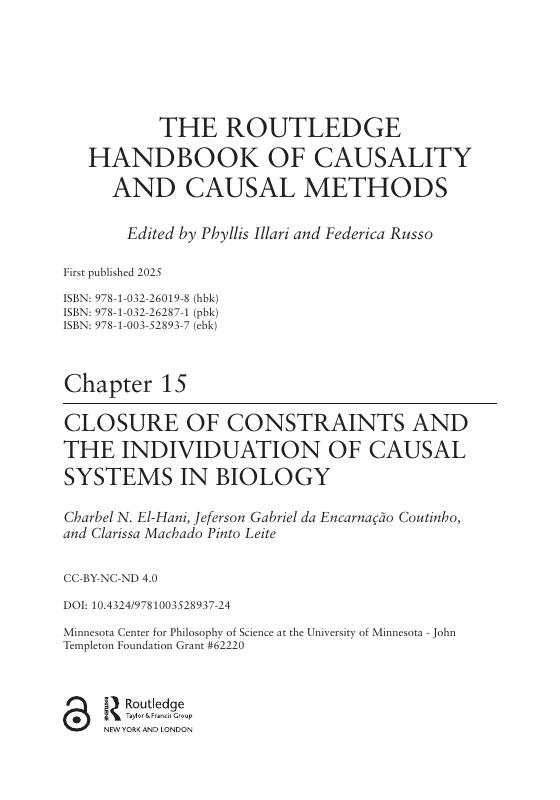 THE ROUTLEDGE
HANDBOOK OF CAUSALITY
AND CAUSAL METHODS
Edited by Phyllis Illari and Federica Russo
First published 2025
ISBN: 978-1-032-26019-8 (hbk)
ISBN: 978-1-032-26287-1 (pbk)
ISBN: 978-1-003-52893-7 (ebk)
Chapter 15
CLOSURE OF CONSTRAINTS AND
THE INDIVIDUATION OF CAUSAL
SYSTEMS IN BIOLOGY
Charbel N. El-Hani, Jeferson Gabriel da Encarnação Coutinho,
and Clarissa Machado Pinto Leite
CC-BY-NC-ND 4.0
DOI: 10.4324/9781003528937-24
Minnesota Center for Philosophy of Science at the University of Minnesota - John
Templeton Foundation Grant #62220
ROUTLEDGE
Routledge
Taylor & Francis Group
NEW YORK AND LONDON